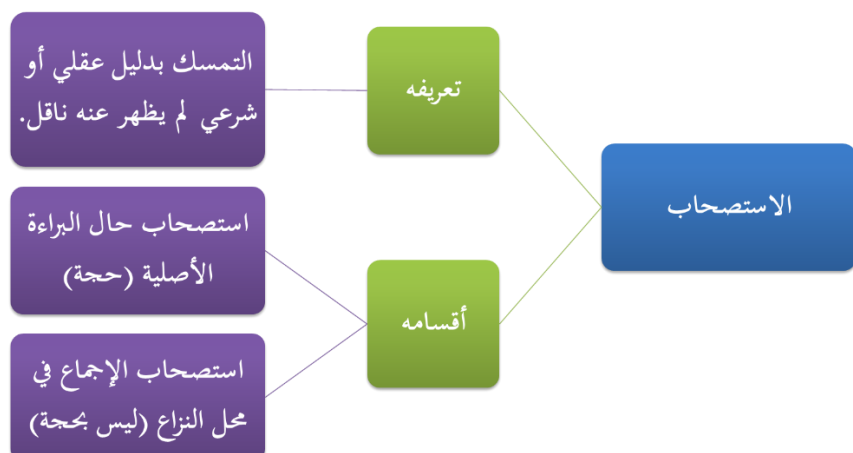 الاستصحاب
تعريفه
التمسك بدليل عقلي أو
شرعي لم يظهر عنه ناقل.
أقسامه
استصحاب حال البراءة
الأصلية (حجة)
استصحاب الإجماع في
محل النزاع (ليس بحجة)